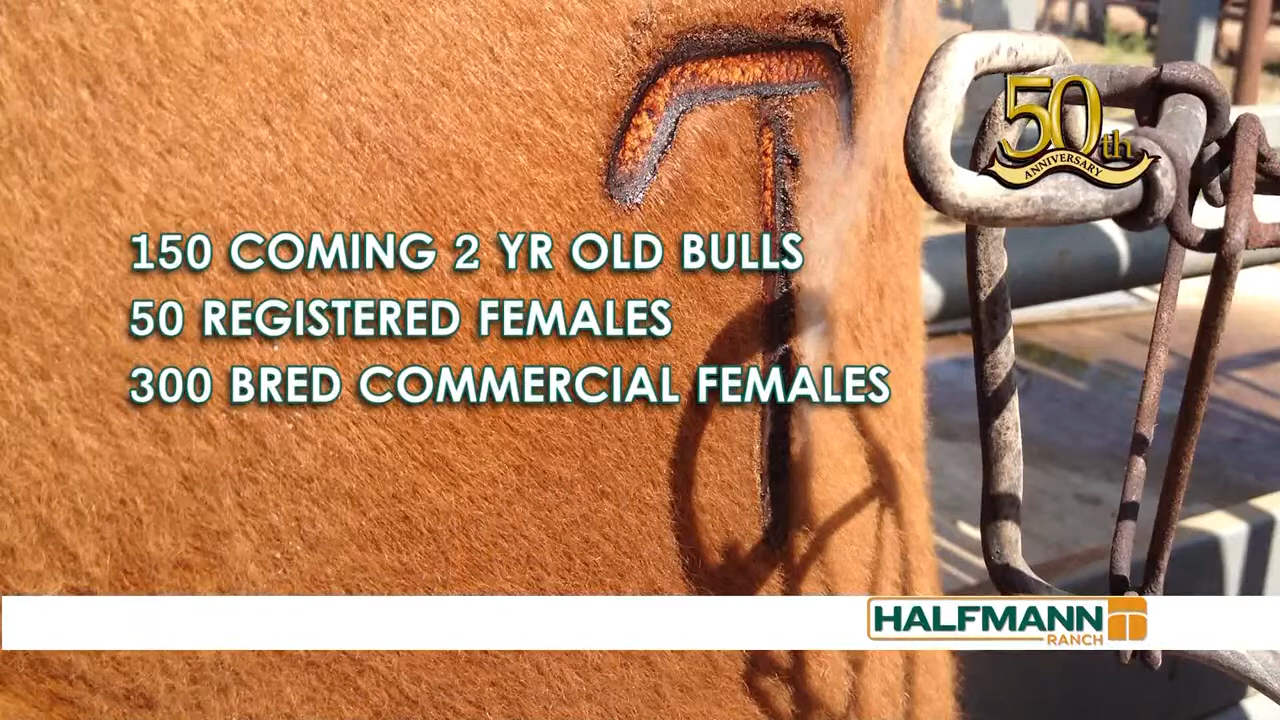 50th
ANNIVERSARY
150 COMING 2 YR OLD BULLS
50 REGISTERED FEMALES
300 BRED COMMERCIAL FEMALES
HALFMANN
RANCH